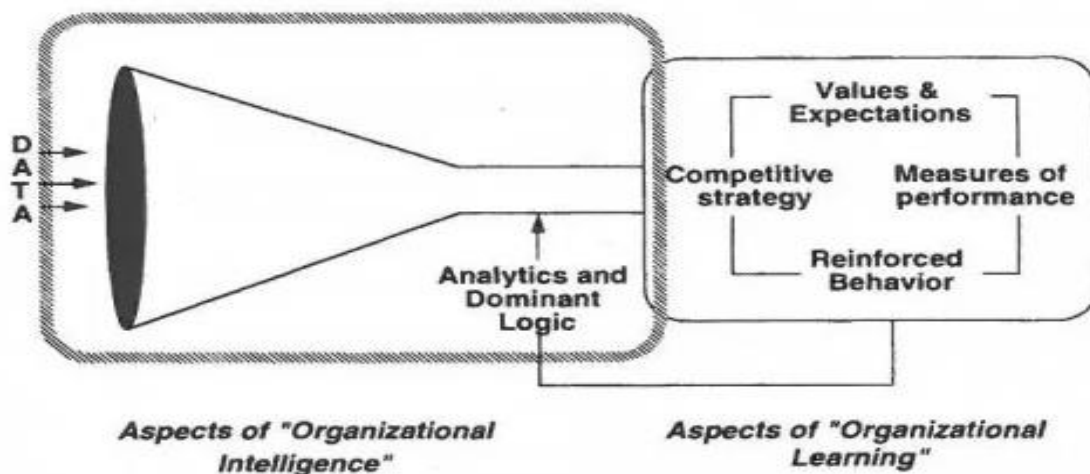 DATA
Analytics and
Dominant
Logic
Values &
Expectations
Competitive
strategy
Measures of
performance
Reinforced
Behavior
Aspects of "Organizational
Intelligence"
Aspects of "Organizational
Learning"